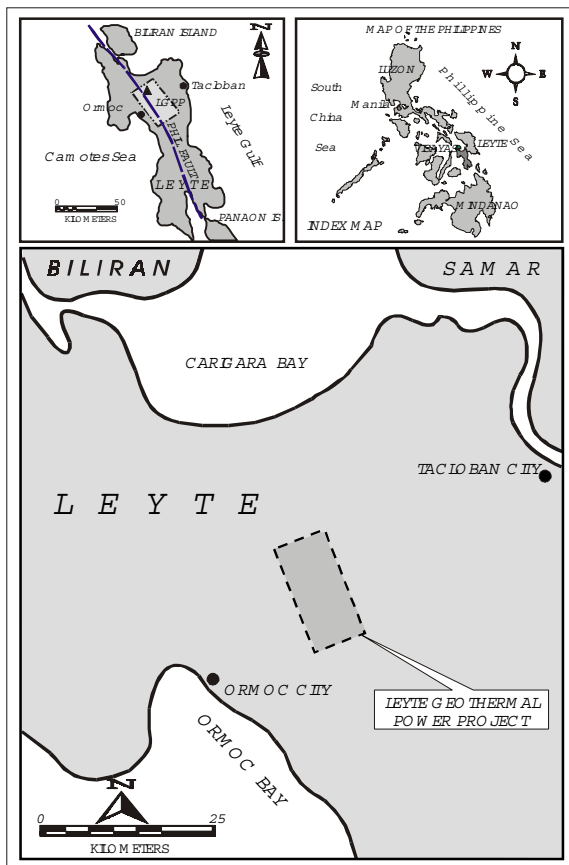 BILIRAN ISLAND
N
Tacloban
LGPP
Ormoc
Leyte Gulf
PHIL FAULT
Camotes Sea
LEYTE
0 50
KILOMETERS
PANAON IS.
MAP OF THE PHILIPPINES
N
W E
S
LUZON
Philippine Sea
South
China
Sea
Manila
VISAYAS
LEYTE
MINDANAO
INDEX MAP
BILIRAN
SAMAR
CARIGARA BAY
TACLOBAN CITY
LEYTE
ORMOC CITY
LEYTE GEOTHERMAL
POWER PROJECT
ORMOC BAY
N
0 25
KILOMETERS